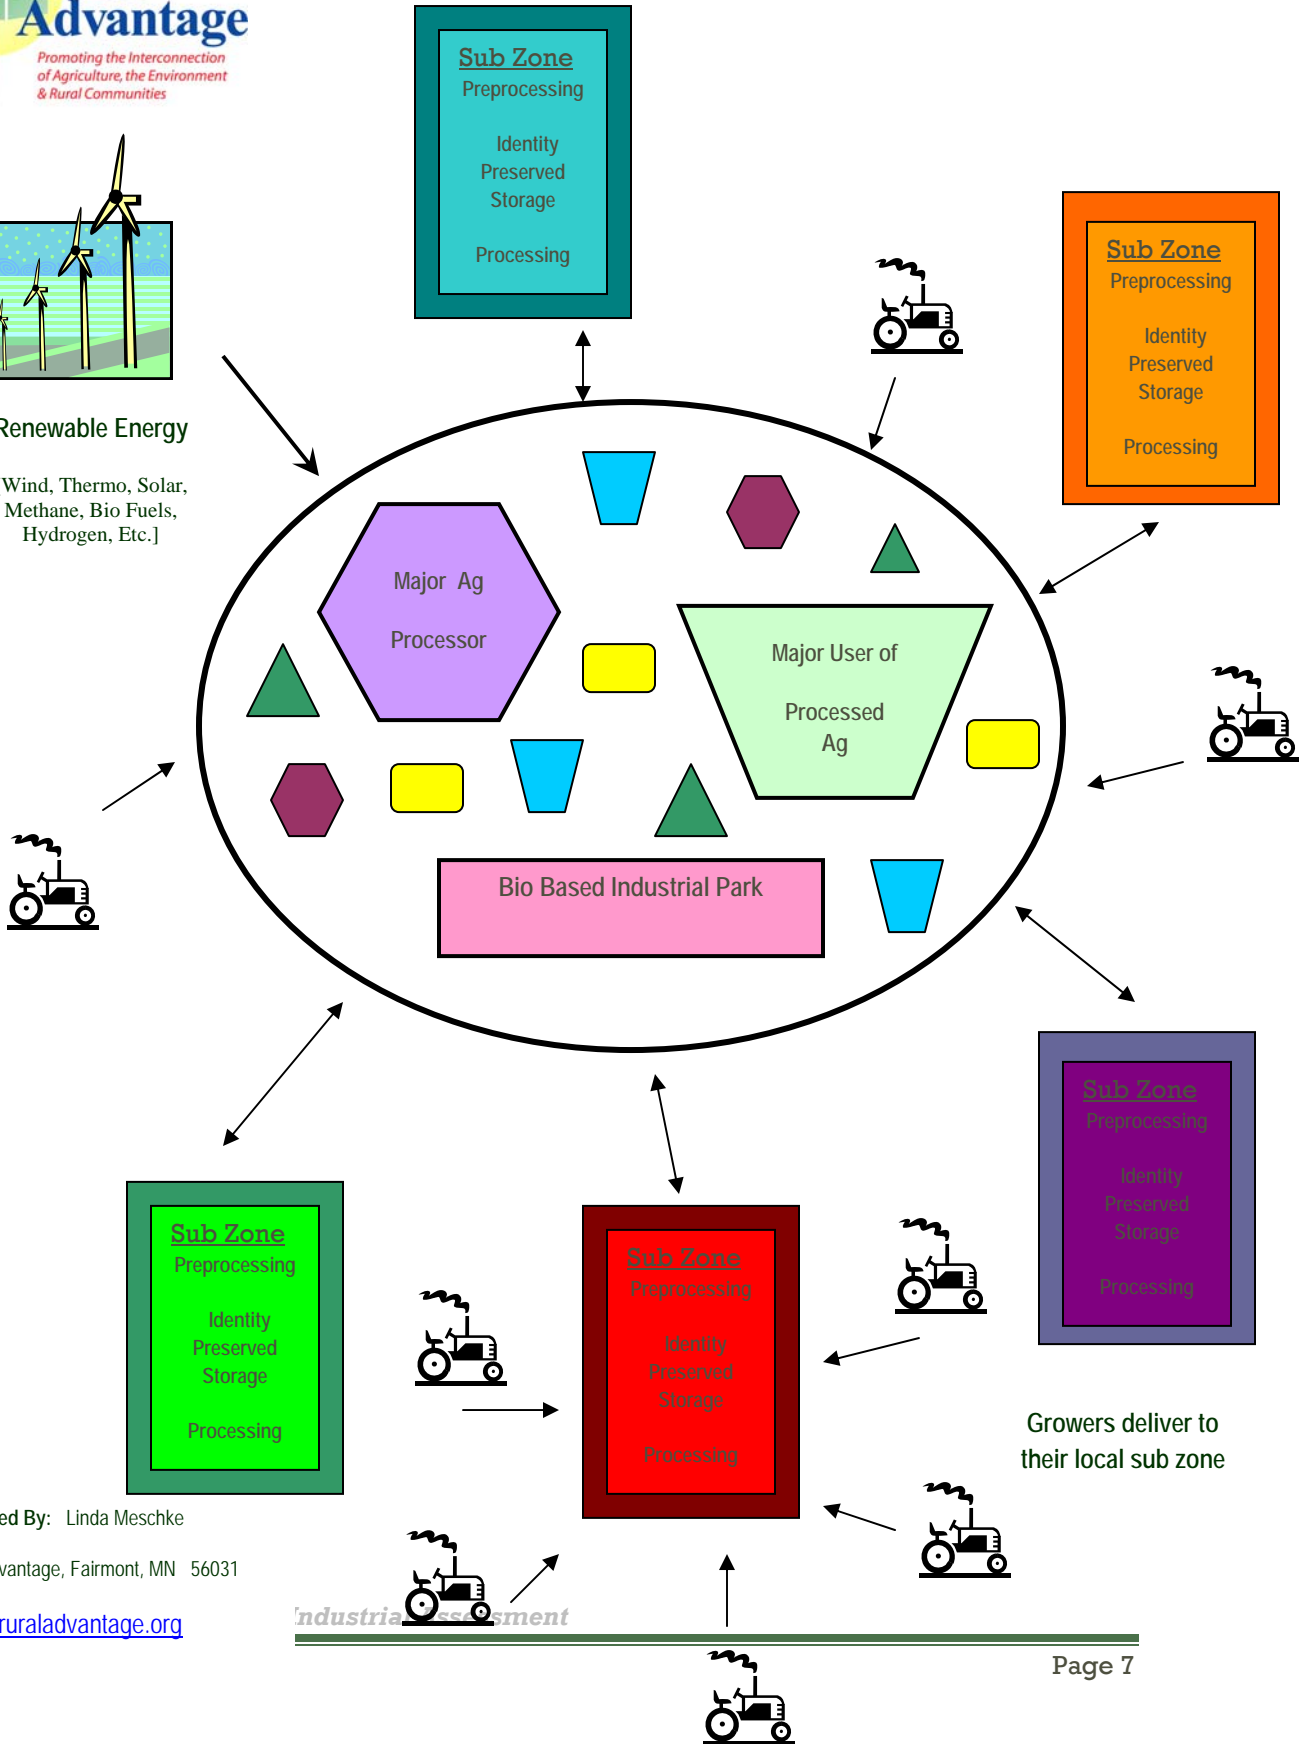 Advantage
Promoting the Interconnection
of Agriculture, the Environment
& Rural Communities
Sub Zone
Preprocessing
Identity
Preserved
Storage
Processing
Sub Zone
Preprocessing
Identity
Preserved
Storage
Processing
Renewable Energy
Wind, Thermo, Solar,
Methane, Bio Fuels,
Hydrogen, Etc.]
Major Ag
Processor
Major User of
Processed
Ag
Bio Based Industrial Park
Sub Zone
Preprocessing
Identity
Preserved
Storage
Processing
Sub Zone
Preprocessing
Identity
Preserved
Storage
Processing
Sub Zone
Preprocessing
Identity
Preserved
Storage
Processing
Growers deliver to
their local sub zone
ed By: Linda Meschke
vantage, Fairmont, MN 56031
ruraladvantage.org
Industrial Assessment
Page 7